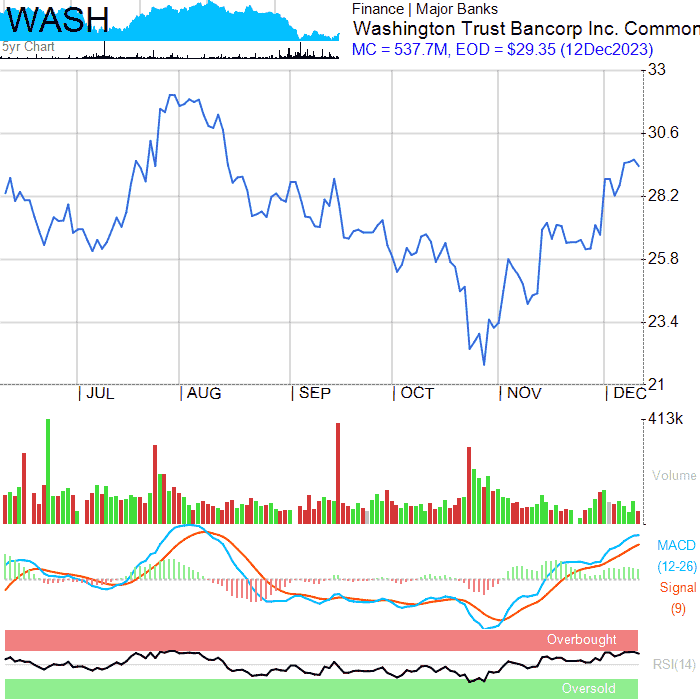 WASH
5yr Chart
Finance | Major Banks
Washington Trust Bancorp Inc. Common
MC = 537.7M, EOD = $29.35 (12Dec2023)
33
30.6
28.2
25.8
23.4
21
| JUL | AUG | SEP | OCT | NOV | DEC
413k
Volume
MACD
(12-26)
Signal
(9)
Overbought
RSI(14)
Oversold